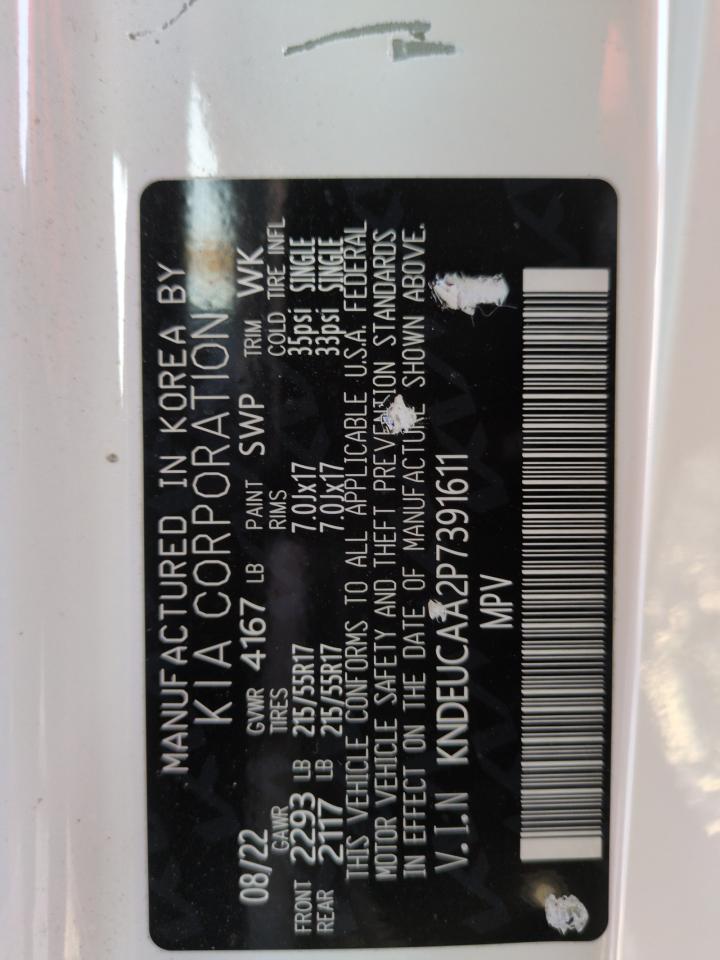 MANUFACTURED IN KOREA BY
KIA CORPORATION
08/22 GVWR 4167 LB PAINT SWP TRIM WK
GAWR TIRES RIMS COLD TIRE INFL
FRONT 2293 LB 215/55R17 7.0Jx17 35psi SINGLE
REAR 2117 LB 215/55R17 7.0Jx17 33psi SINGLE
THIS VEHICLE CONFORMS TO ALL APPLICABLE U.S.A. FEDERAL
MOTOR VEHICLE SAFETY AND THEFT PREVENTION STANDARDS
IN EFFECT ON THE DATE OF MANUFACTURE SHOWN ABOVE.
V.I.N KNDEUCAA2P7391611
MPV